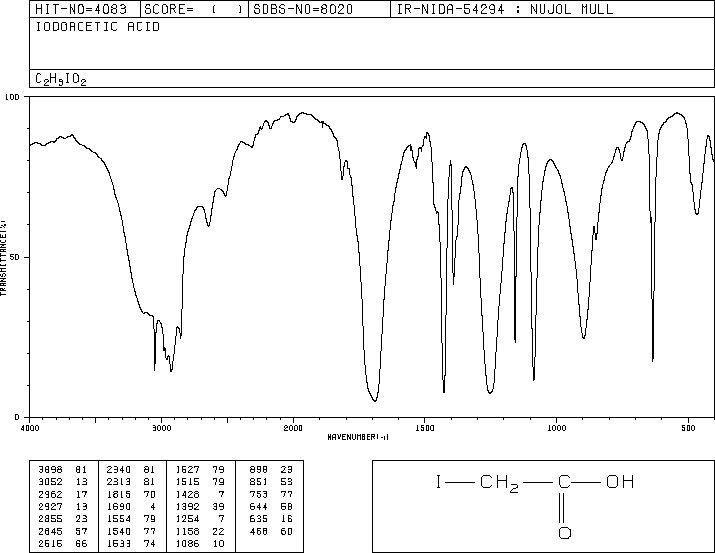 HIT-NO=4083 SCORE= ( ) SDBS-NO=8020 IR-NIDA-54294 : NUJOL MULL
IODOACETIC ACID
C₂H₃IO₂
100
TRANSMITTANCE(%)
50
0
4000 3000 2000 1500 1000 500
WAVENUMBER(-1)
3898 81 2340 81 1527 79 898 23
3052 13 2313 81 1515 79 851 53
2962 17 1815 70 1428 7 753 77
2927 13 1690 4 1392 39 644 58
2855 23 1554 79 1254 7 635 16
2645 57 1540 77 1158 22 468 60
2515 66 1533 74 1086 10
I CH₂ C OH
O